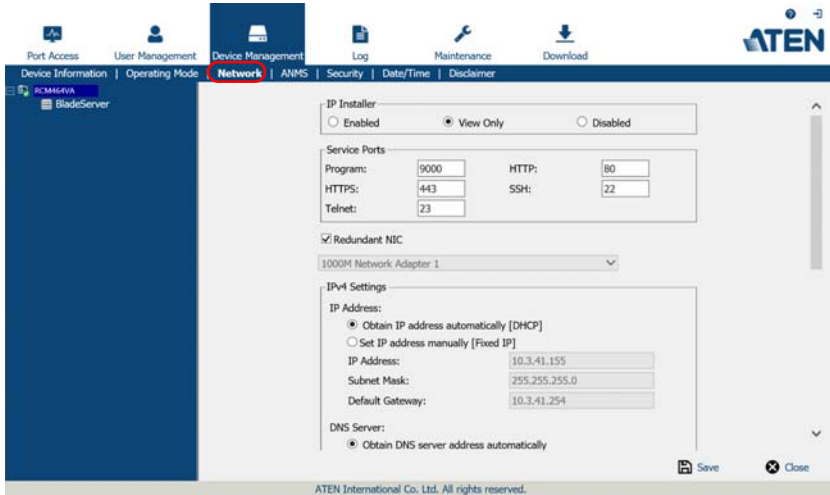 ATEN
Port Access User Management Device Management Log Maintenance Download
Device Information | Operating Mode | Network | ANMS | Security | Date/Time | Disclaimer
RCM464VA
BladeServer
IP Installer
Enabled View Only Disabled
Service Ports
Program: 9000 HTTP: 80
HTTPS: 443 SSH: 22
Telnet: 23
Redundant NIC
1000M Network Adapter 1
IPv4 Settings
IP Address:
Obtain IP address automatically [DHCP]
Set IP address manually [Fixed IP]
IP Address: 10.3.41.155
Subnet Mask: 255.255.255.0
Default Gateway: 10.3.41.254
DNS Server:
Obtain DNS server address automatically
Save Close
ATEN International Co. Ltd. All rights reserved.